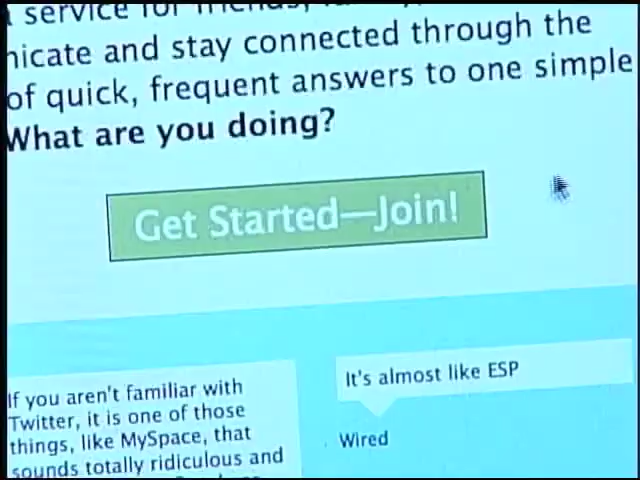 a service for friends,
nicate and stay connected through the
of quick, frequent answers to one simple
What are you doing?
Get Started—Join!
If you aren't familiar with
Twitter, it is one of those
things, like MySpace, that
sounds totally ridiculous and
It's almost like ESP
Wired